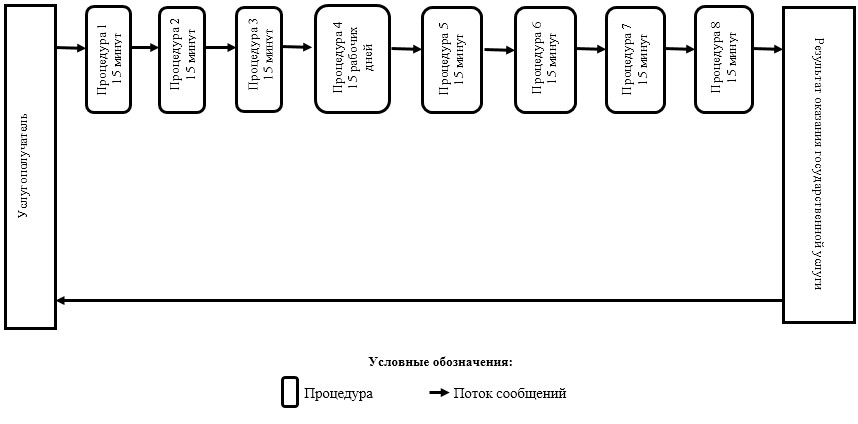 Услугополучатель
Процедура 1
15 минут
Процедура 2
15 минут
Процедура 3
15 минут
Процедура 4
15 рабочих
дней
Процедура 5
15 минут
Процедура 6
15 минут
Процедура 7
15 минут
Процедура 8
15 минут
Результат оказания государственной услуги
Условные обозначения:
Процедура
Поток сообщений